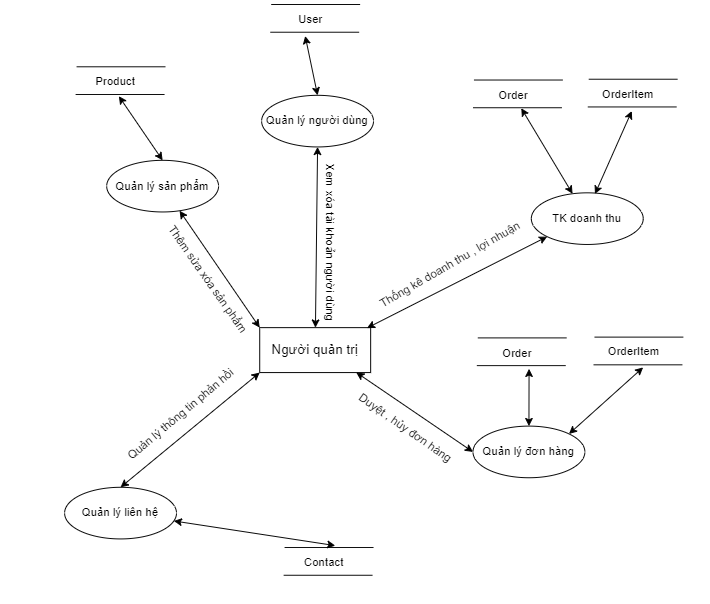 User
Product
Order
OrderItem
Quản lý người dùng
Quản lý sản phẩm
TK doanh thu
Xem xóa tài khoản người dùng
Thêm sửa xóa sản phẩm
Thống kê doanh thu , lợi nhuận
Người quản trị
Order
OrderItem
Quản lý thông tin phản hồi
Duyệt , hủy đơn hàng
Quản lý đơn hàng
Quản lý liên hệ
Contact